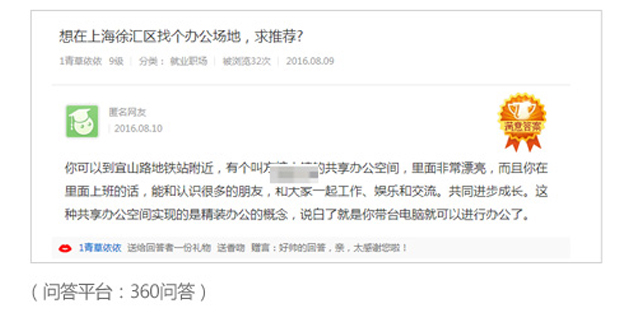 想在上海徐汇区找个办公场地，求推荐?
1青草依依 9级 | 分类： 就业职场 | 被浏览32次 | 2016.08.09
匿名网友
2016.08.10
满意答案
你可以到宜山路地铁站附近，有个叫方的共享办公空间，里面非常漂亮，而且你在
里面上班的话，能和认识很多的朋友，和大家一起工作、娱乐和交流。共同进步成长。这
种共享办公空间实现的是精装办公的概念，说白了就是你带台电脑就可以进行办公了。
1青草依依 送给回答者一份礼物 送香吻 赠言：好帅的回答，亲，太感谢您啦！
（ 问答平台：360问答 ）